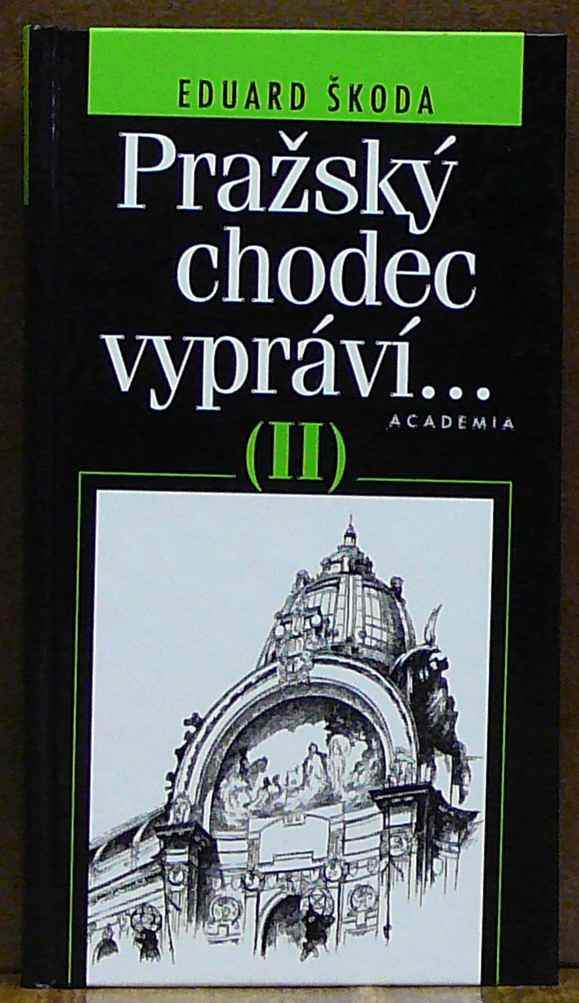 EDUARD ŠKODA
Pražský
chodec
vypráví...
ACADEMIA
(II)